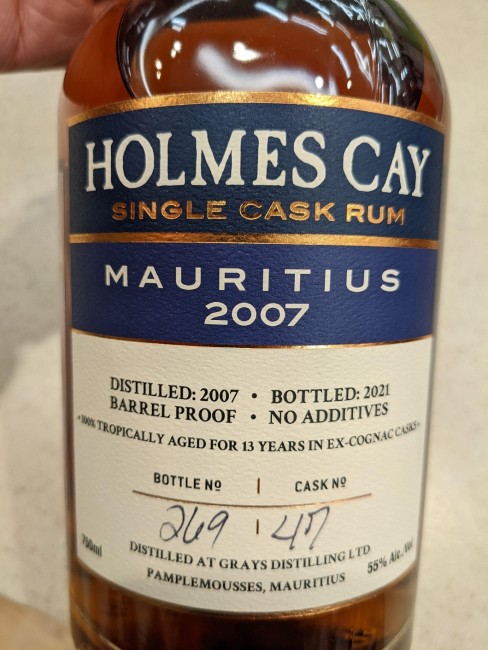 HOLMES CAY
SINGLE CASK RUM
MAURITIUS
2007
DISTILLED: 2007 • BOTTLED: 2021
BARREL PROOF • NO ADDITIVES
•100% TROPICALLY AGED FOR 13 YEARS IN EX-COGNAC CASKS•
BOTTLE Nº | CASK Nº
269 | 47
DISTILLED AT GRAYS DISTILLING LTD
PAMPLEMOUSSES, MAURITIUS
750ml
55% Alc./Vol